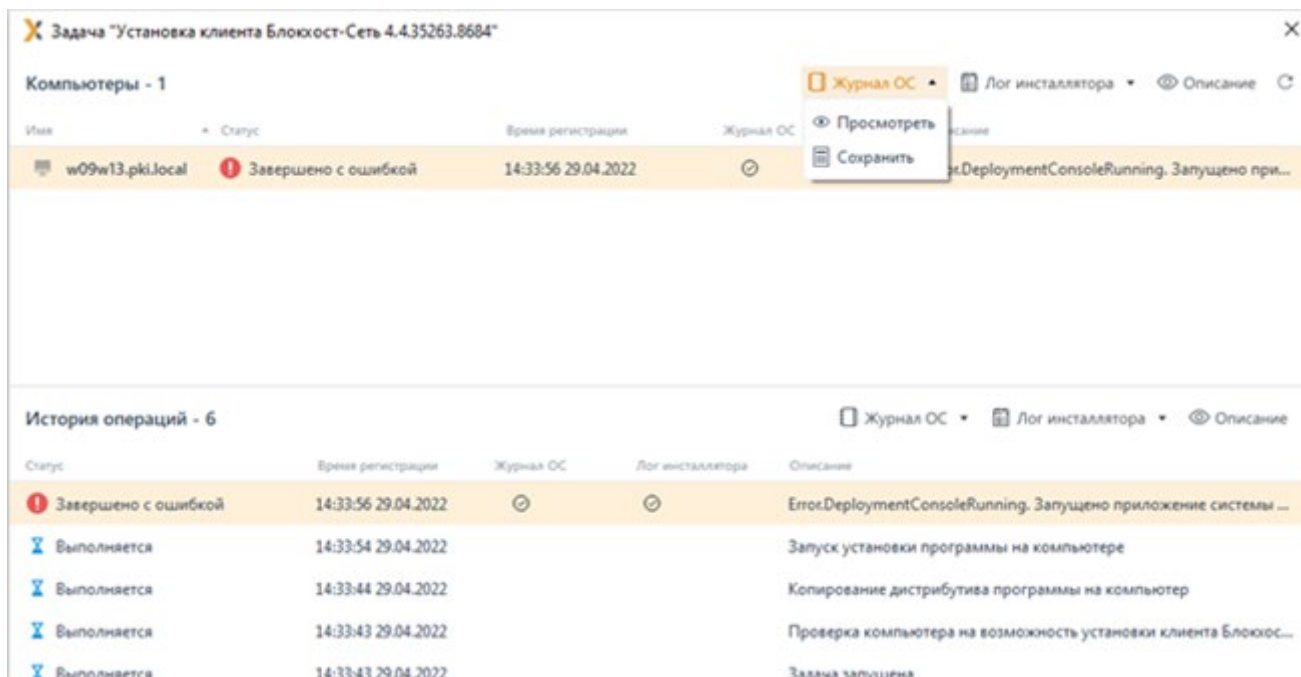 Задача "Установка клиента Блокхост-Сеть 4.4.35263.8684"
Компьютеры - 1
Журнал ОС
Лог инсталлятора
Описание
Имя Статус Время регистрации Журнал ОС
Просмотреть
Сохранить
w09w13.pki.local Завершено с ошибкой 14:33:56 29.04.2022 DeploymentConsoleRunning. Запущено при...
История операций - 6
Журнал ОС
Лог инсталлятора
Описание
Статус Время регистрации Журнал ОС Лог инсталлятора Описание
Завершено с ошибкой 14:33:56 29.04.2022 Error.DeploymentConsoleRunning. Запущено приложение системы ...
Выполняется 14:33:54 29.04.2022 Запуск установки программы на компьютере
Выполняется 14:33:44 29.04.2022 Копирование дистрибутива программы на компьютер
Выполняется 14:33:43 29.04.2022 Проверка компьютера на возможность установки клиента Блокхос...
Выполняется 14:33:43 29.04.2022 Задача запущена